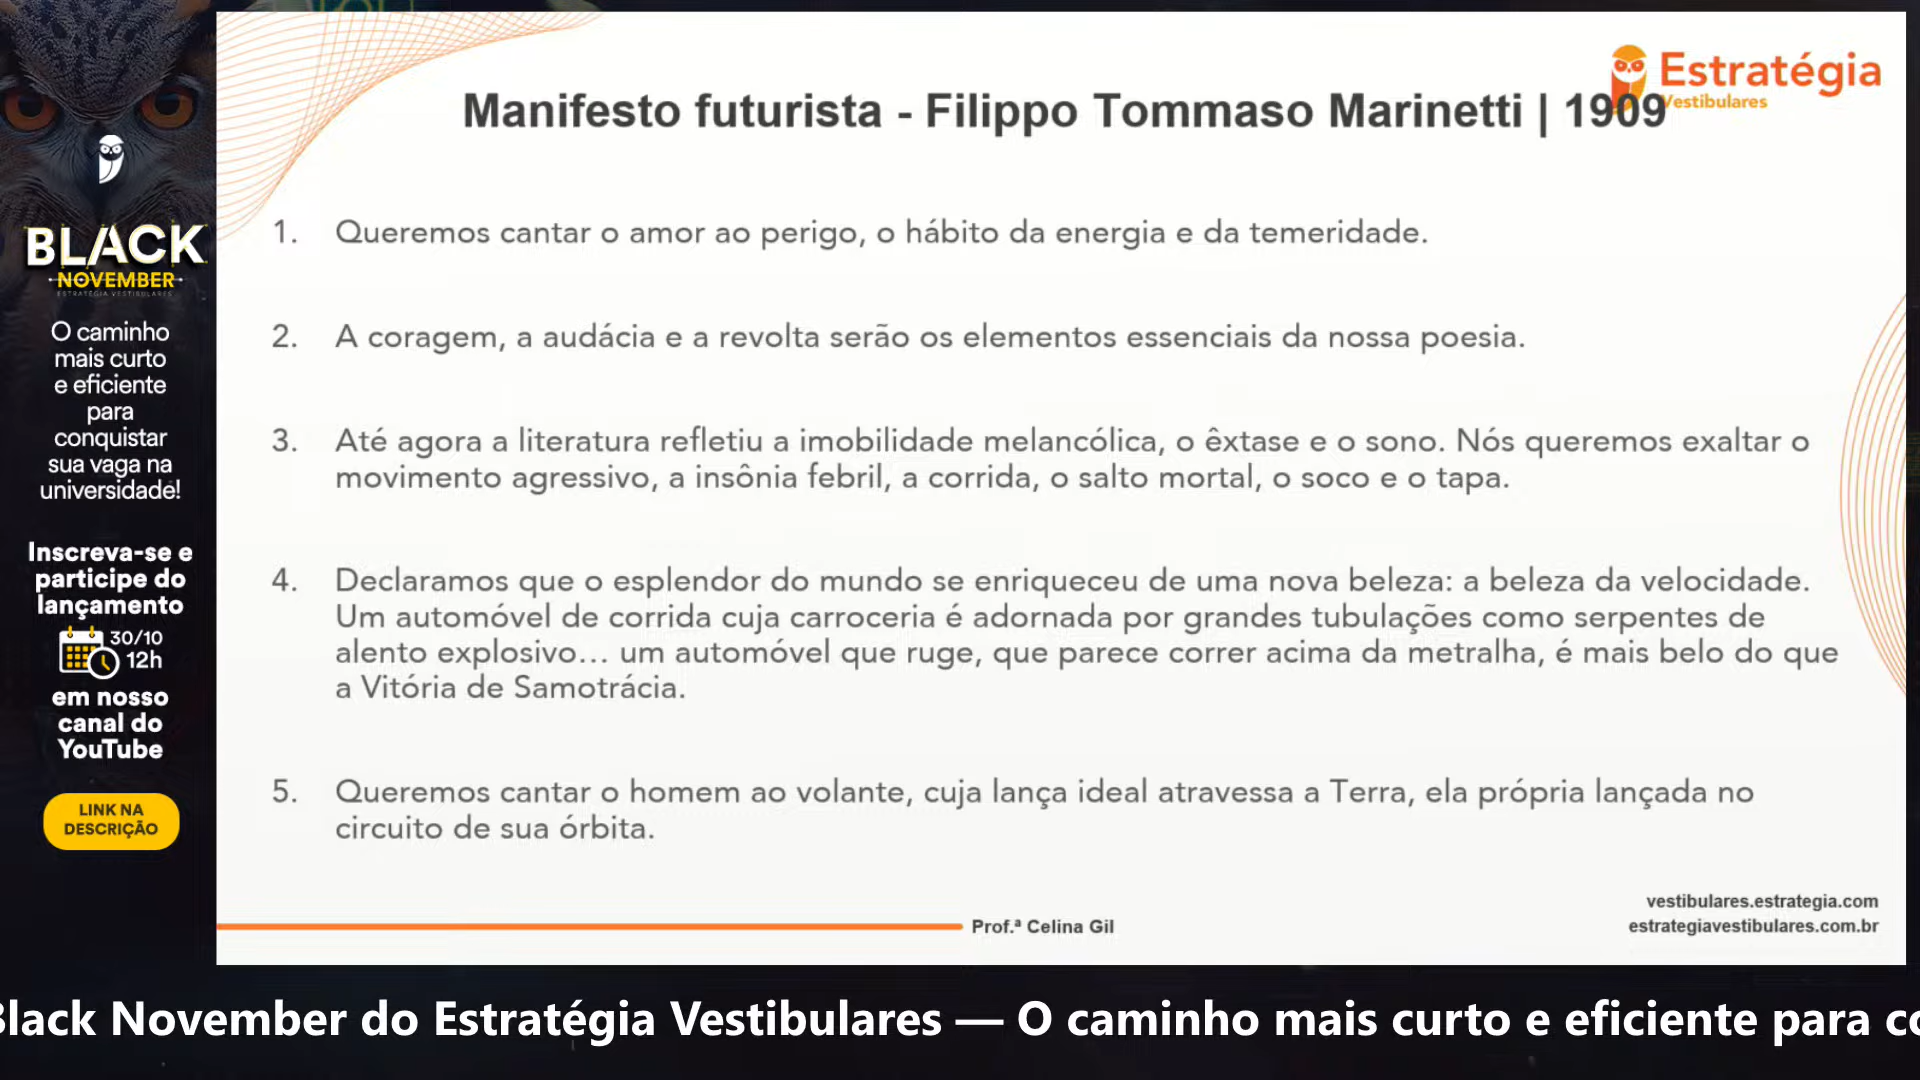 BLACK
NOVEMBER
ESTRATÉGIA VESTIBULARES
O caminho
mais curto
e eficiente
para
conquistar
sua vaga na
universidade!
Inscreva-se e
participe do
lançamento
30/10
12h
em nosso
canal do
YouTube
LINK NA
DESCRIÇÃO
Estratégia
Vestibulares
Manifesto futurista - Filippo Tommaso Marinetti | 1909
1. Queremos cantar o amor ao perigo, o hábito da energia e da temeridade.
2. A coragem, a audácia e a revolta serão os elementos essenciais da nossa poesia.
3. Até agora a literatura refletiu a imobilidade melancólica, o êxtase e o sono. Nós queremos exaltar o
movimento agressivo, a insônia febril, a corrida, o salto mortal, o soco e o tapa.
4. Declaramos que o esplendor do mundo se enriqueceu de uma nova beleza: a beleza da velocidade.
Um automóvel de corrida cuja carroceria é adornada por grandes tubulações como serpentes de
alento explosivo... um automóvel que ruge, que parece correr acima da metralha, é mais belo do que
a Vitória de Samotrácia.
5. Queremos cantar o homem ao volante, cuja lança ideal atravessa a Terra, ela própria lançada no
circuito de sua órbita.
Prof.ª Celina Gil
vestibulares.estrategia.com
estrategiavestibulares.com.br
Black November do Estratégia Vestibulares — O caminho mais curto e eficiente para co